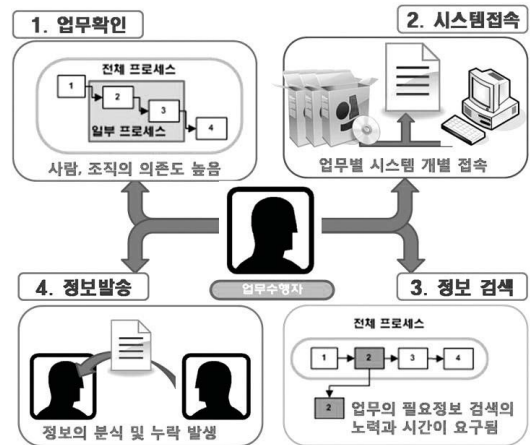 1. 업무확인
전체 프로세스
1
2
3
4
일부 프로세스
사람, 조직의 의존도 높음
2. 시스템접속
업무별 시스템 개별 접속
업무수행자
4. 정보발송
정보의 분식 및 누락 발생
3. 정보 검색
전체 프로세스
1
2
3
4
2
업무의 필요정보 검색의
노력과 시간이 요구됨